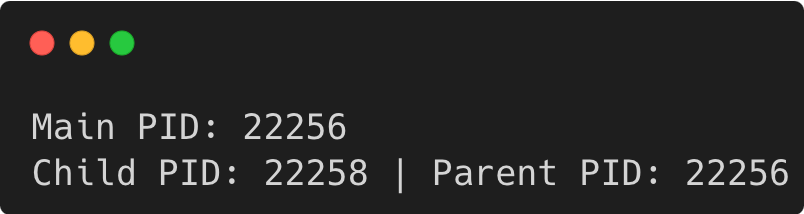 Main PID: 22256
Child PID: 22258 | Parent PID: 22256